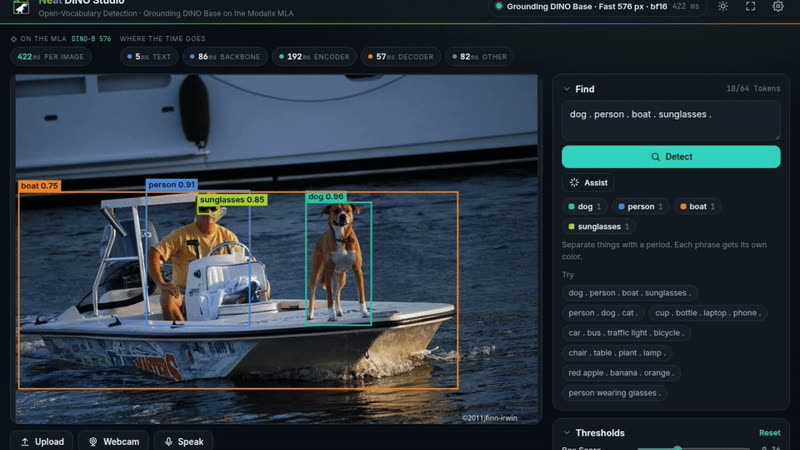 Neat DINO Studio
Open-Vocabulary Detection · Grounding DINO Base on the Modalix MLA
Grounding DINO Base · Fast 576 px · bf16 422 ms
ON THE MLA DINO-B 576 WHERE THE TIME GOES
422ms PER IMAGE 5ms TEXT 86ms BACKBONE 192ms ENCODER 57ms DECODER 82ms OTHER
Find 10/64 Tokens
dog . person . boat . sunglasses .
Detect
Assist
dog 1 person 1 boat 1
sunglasses 1
Separate things with a period. Each phrase gets its own
color.
Try
dog . person . boat . sunglasses .
person . dog . cat . cup . bottle . laptop . phone .
car . bus . traffic light . bicycle .
chair . table . plant . lamp .
red apple . banana . orange .
person wearing glasses .
Thresholds Reset
Box Score 0.36
boat 0.75
person 0.91
sunglasses 0.85
dog 0.96
©2011jfinn-irwin
Upload Webcam Speak